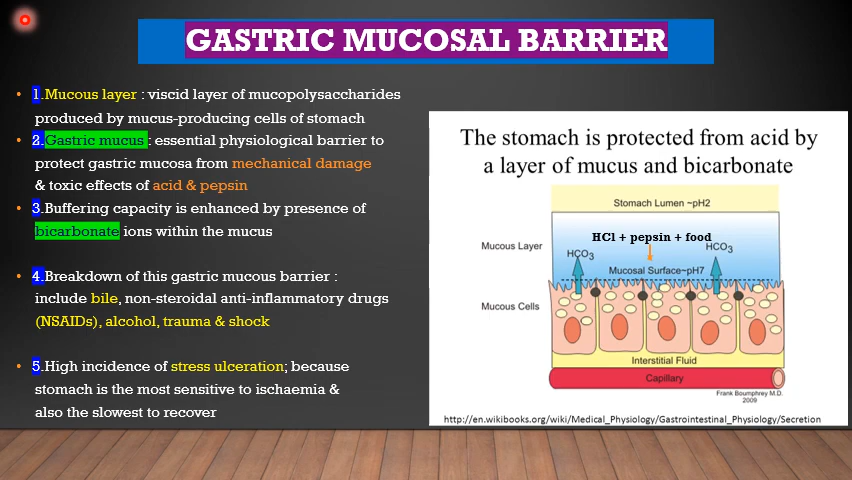 GASTRIC MUCOSAL BARRIER
• 1.Mucous layer : viscid layer of mucopolysaccharides
produced by mucus-producing cells of stomach
• 2.Gastric mucus : essential physiological barrier to
protect gastric mucosa from mechanical damage
& toxic effects of acid & pepsin
• 3.Buffering capacity is enhanced by presence of
bicarbonate ions within the mucus
• 4.Breakdown of this gastric mucous barrier :
include bile, non-steroidal anti-inflammatory drugs
(NSAIDs), alcohol, trauma & shock
• 5.High incidence of stress ulceration; because
stomach is the most sensitive to ischaemia &
also the slowest to recover
The stomach is protected from acid by
a layer of mucus and bicarbonate
Stomach Lumen ~pH2
HCl + pepsin + food
Mucous Layer
HCO3
HCO3
Mucosal Surface~pH7
Mucous Cells
Interstitial Fluid
Capillary
Frank Boumphrey M.D.
2009
http://en.wikibooks.org/wiki/Medical_Physiology/Gastrointestinal_Physiology/Secretion